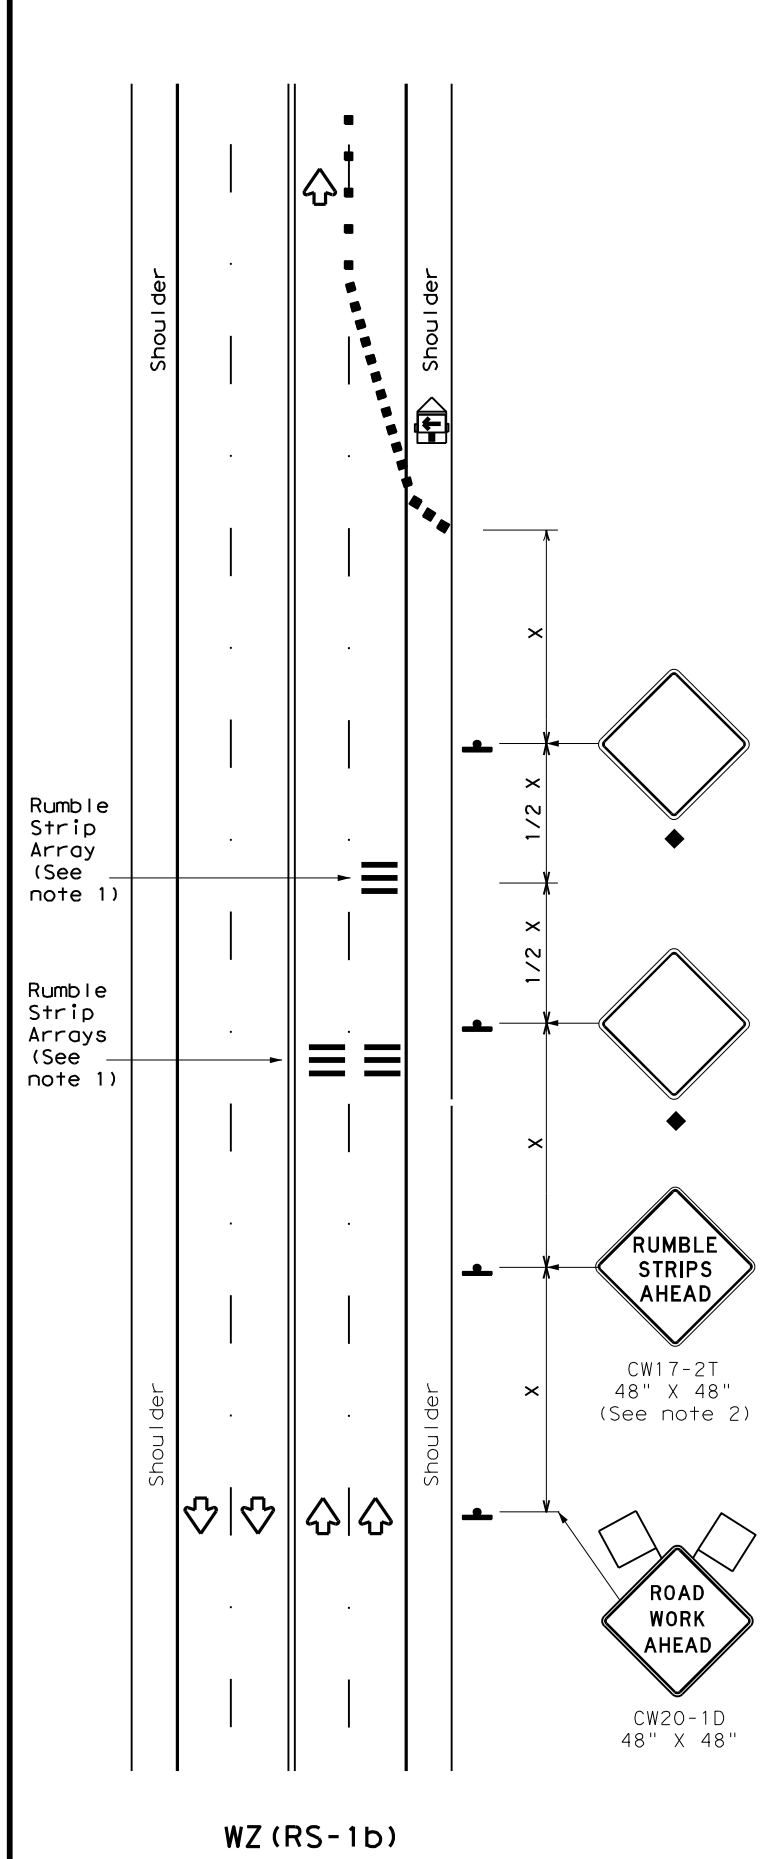 Shoulder
Shoulder
X
1/2 X
Rumble
Strip
Array
(See
note 1)
1/2 X
Rumble
Strip
Arrays
(See
note 1)
X
RUMBLE
STRIPS
AHEAD
CW17-2T
48" X 48"
(See note 2)
X
Shoulder
Shoulder
ROAD
WORK
AHEAD
CW20-1D
48" X 48"
WZ(RS-1b)